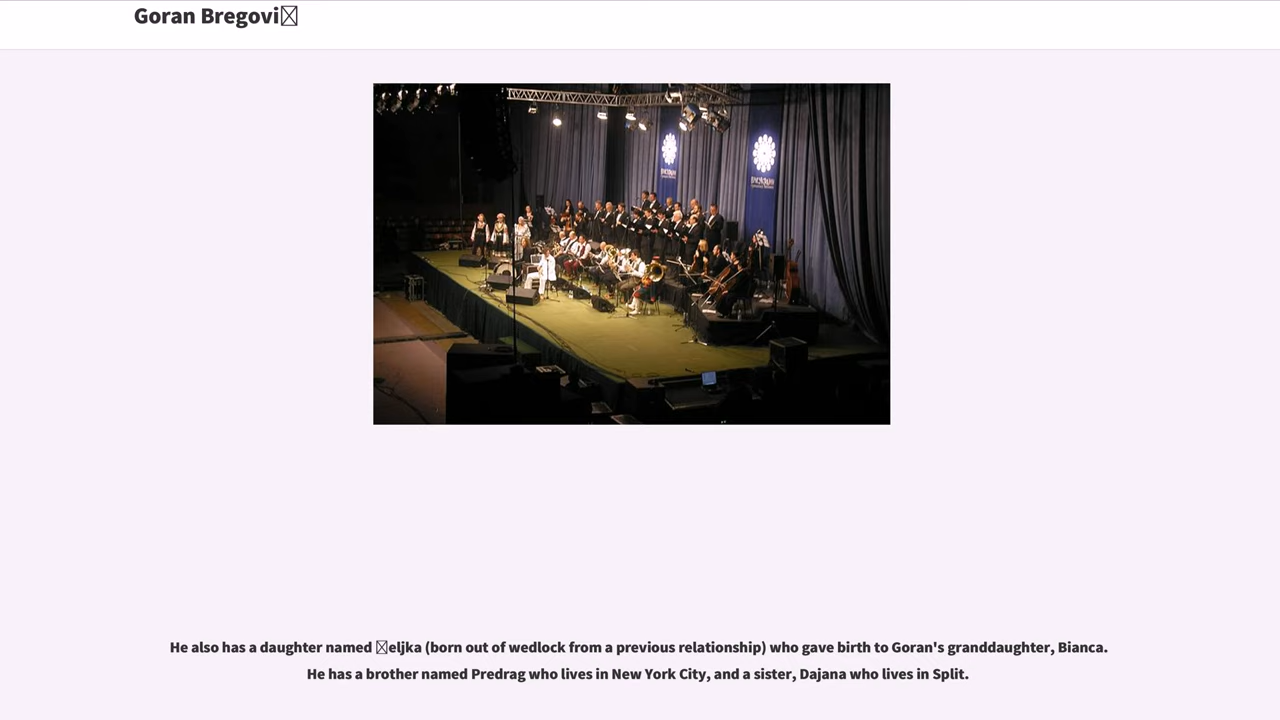 Goran Bregovi
He also has a daughter named eljka (born out of wedlock from a previous relationship) who gave birth to Goran's granddaughter, Bianca.
He has a brother named Predrag who lives in New York City, and a sister, Dajana who lives in Split.